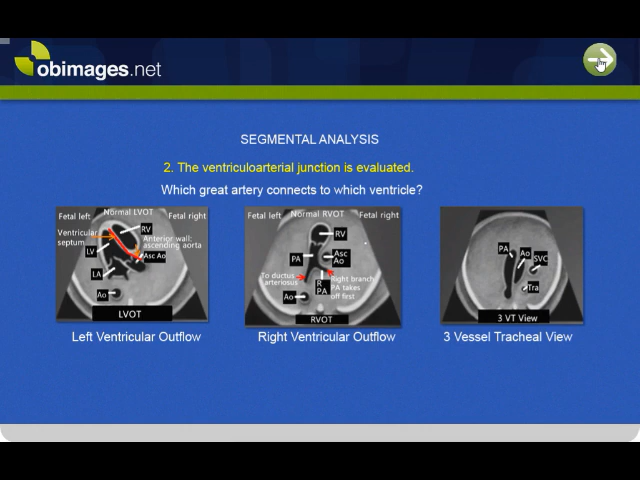 obimages.net
SEGMENTAL ANALYSIS
2. The ventriculoarterial junction is evaluated.
Which great artery connects to which ventricle?
Fetal left
Normal LVOT
Fetal right
Ventricular
septum
RV
Anterior wall:
ascending aorta
LV
Asc Ao
LA
Ao
LVOT
Left Ventricular Outflow
Fetal left
Normal RVOT
Fetal right
RV
PA
Asc
Ao
To ductus
arteriosus
R
PA
Right branch
PA takes
off first
Ao
RVOT
Right Ventricular Outflow
PA
Ao
SVC
Tra
3 VT View
3 Vessel Tracheal View